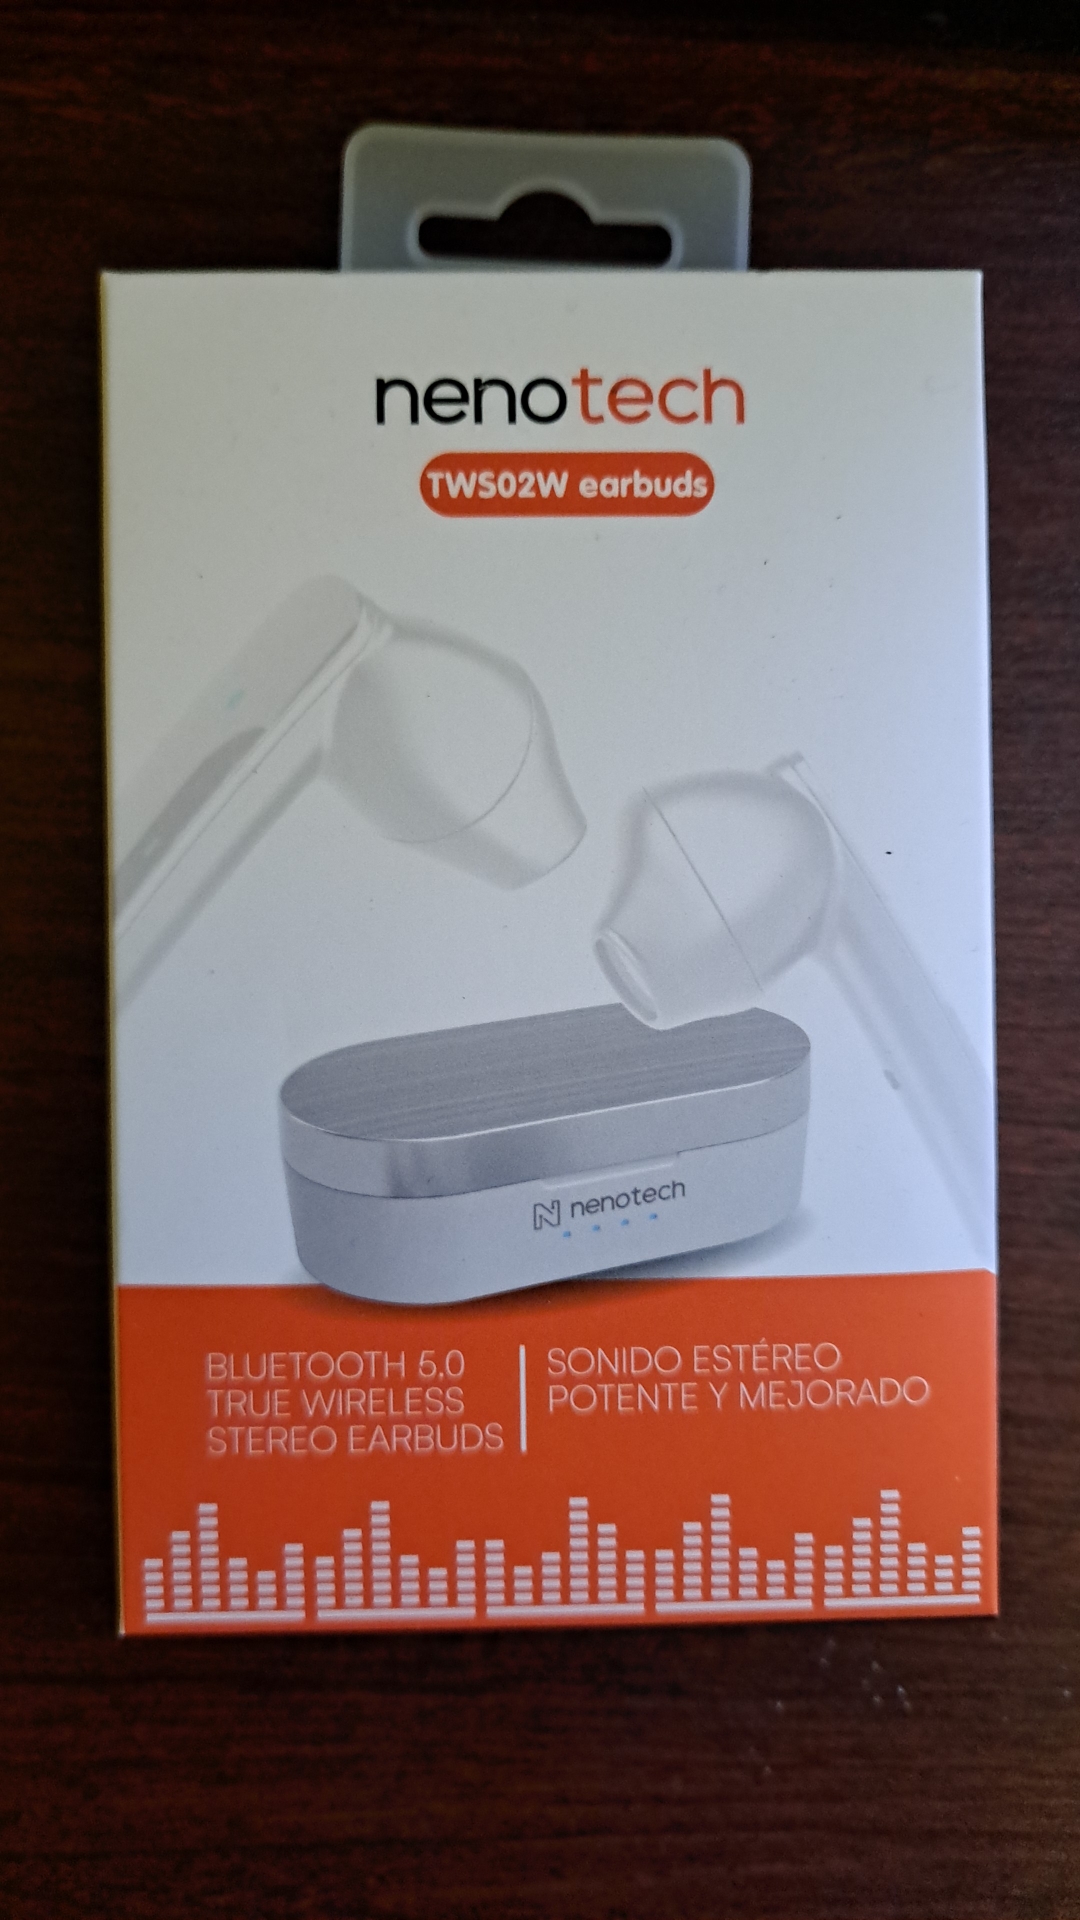 nenotech
TWS02W earbuds
N nenotech
BLUETOOTH 5.0
TRUE WIRELESS
STEREO EARBUDS
SONIDO ESTÉREO
POTENTE Y MEJORADO